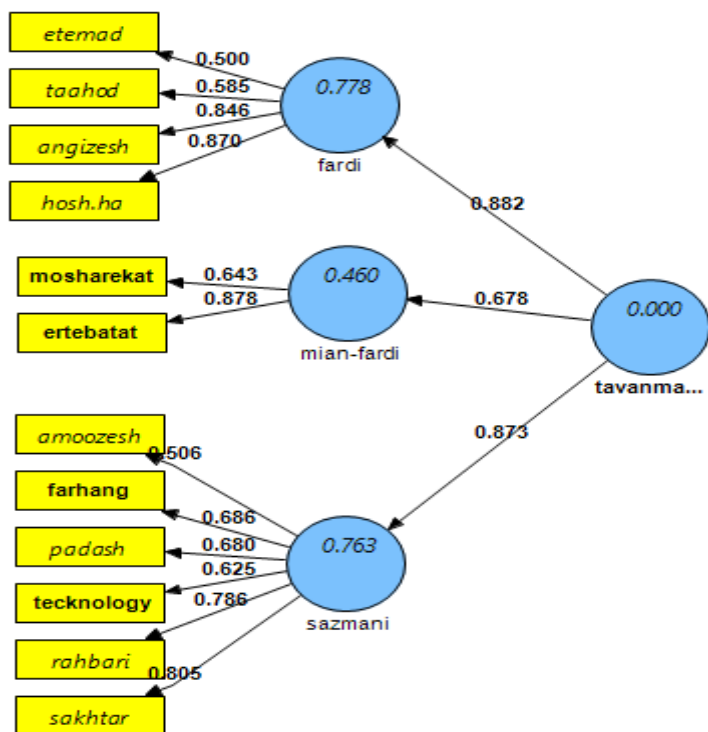 etemad
0.500
taahod
0.585
angizesh
0.846
hosh.ha
0.870
0.778
fardi
0.882
mosharekat
0.643
ertebatat
0.878
0.460
mian-fardi
0.678
0.000
tavanma...
0.873
amoozesh
0.506
farhang
0.686
padash
0.680
tecknology
0.625
rahbari
0.786
sakhtar
0.805
0.763
sazmani